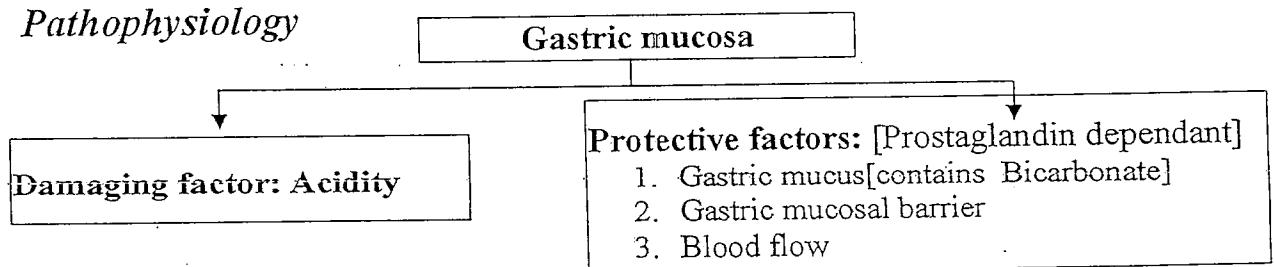 Pathophysiology
Gastric mucosa
Damaging factor: Acidity
Protective factors: [Prostaglandin dependant]
1. Gastric mucus[contains Bicarbonate]
2. Gastric mucosal barrier
3. Blood flow